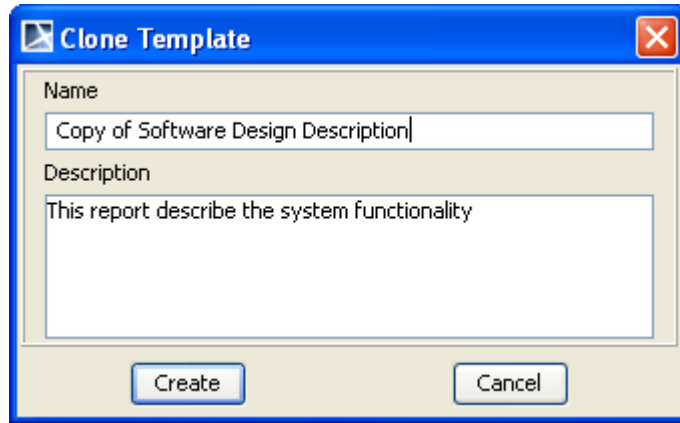 Clone Template
Name
Copy of Software Design Description
Description
This report describe the system functionality
Create
Cancel